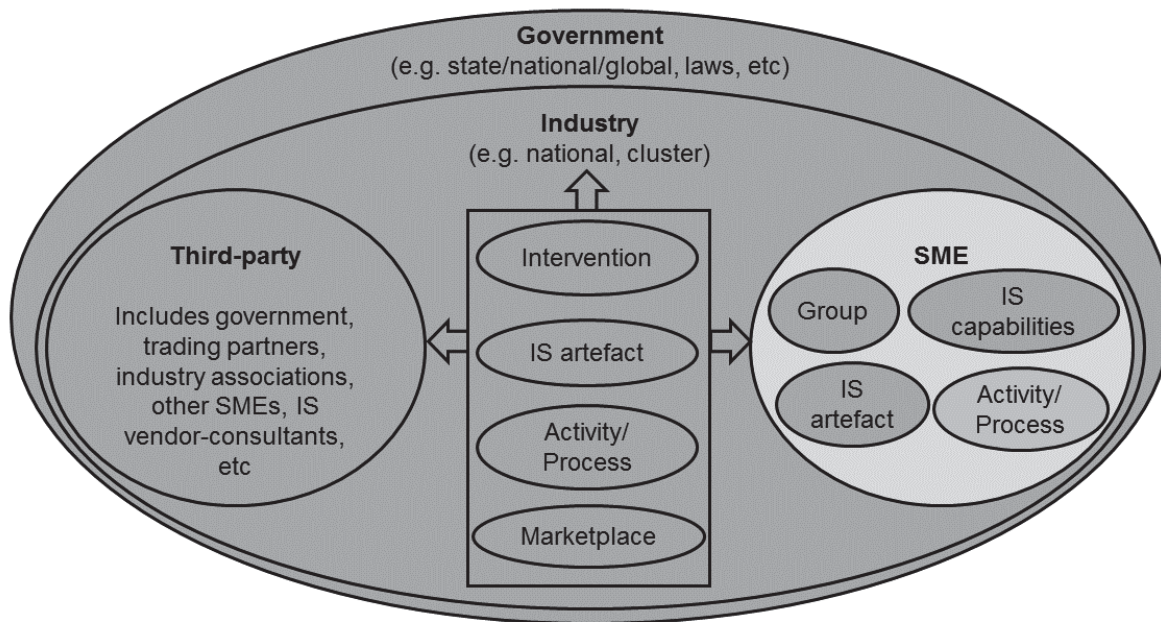 Government
(e.g. state/national/global, laws, etc)
Industry
(e.g. national, cluster)
Third-party
Includes government,
trading partners,
industry associations,
other SMEs, IS
vendor-consultants,
etc
Intervention
IS artefact
Activity/
Process
Marketplace
SME
Group
IS
capabilities
IS
artefact
Activity/
Process